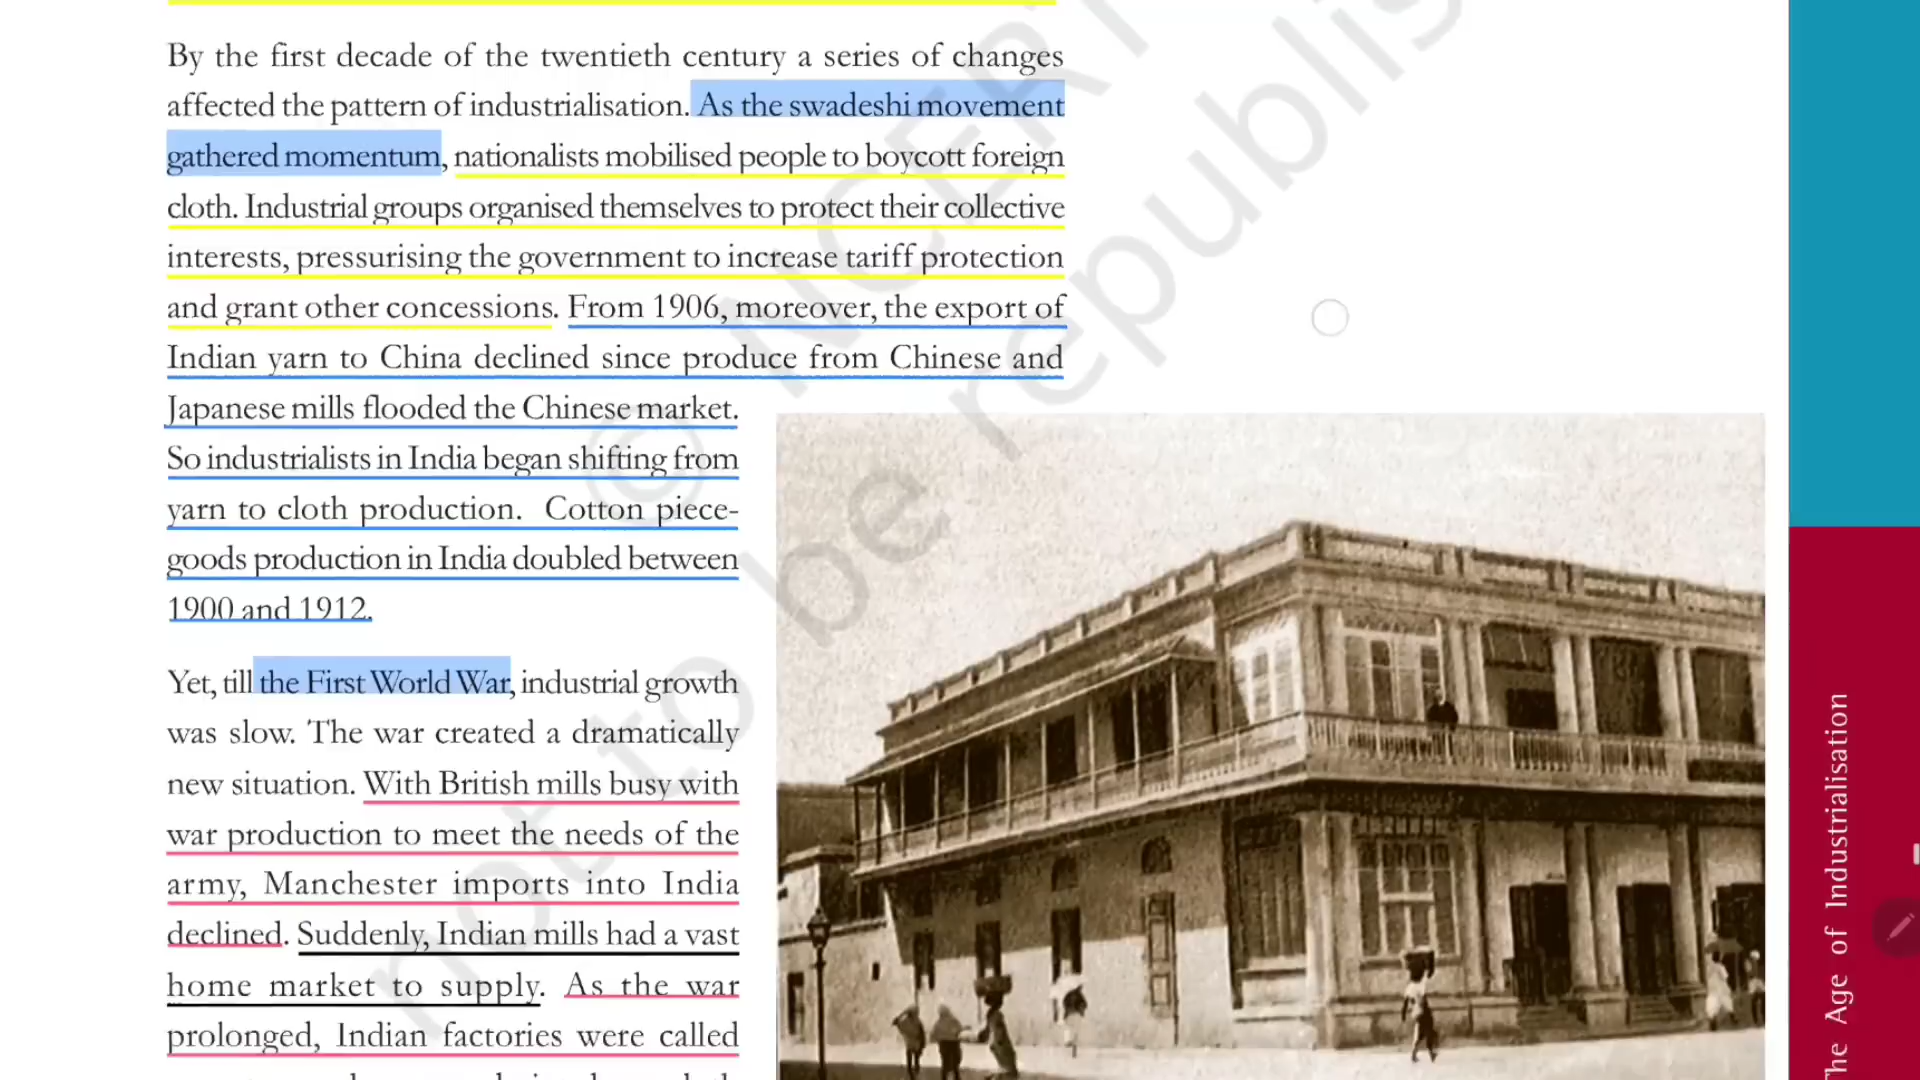 By the first decade of the twentieth century a series of changes
affected the pattern of industrialisation. As the swadeshi movement
gathered momentum, nationalists mobilised people to boycott foreign
cloth. Industrial groups organised themselves to protect their collective
interests, pressurising the government to increase tariff protection
and grant other concessions. From 1906, moreover, the export of
Indian yarn to China declined since produce from Chinese and
Japanese mills flooded the Chinese market.
So industrialists in India began shifting from
yarn to cloth production. Cotton piece-
goods production in India doubled between
1900 and 1912.
Yet, till the First World War, industrial growth
was slow. The war created a dramatically
new situation. With British mills busy with
war production to meet the needs of the
army, Manchester imports into India
declined. Suddenly, Indian mills had a vast
home market to supply. As the war
prolonged, Indian factories were called
© NCERT
not to be republis
The Age of Industrialisation